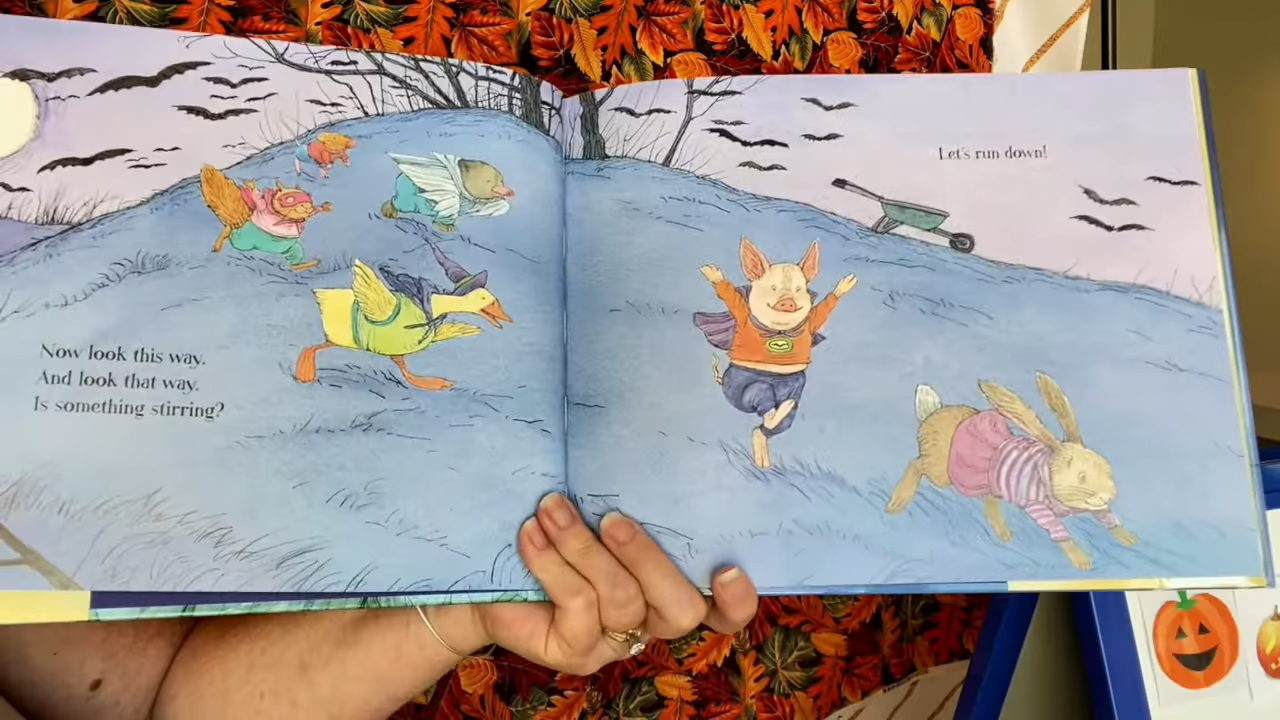 Now look this way.
And look that way.
Is something stirring?
Let's run down!